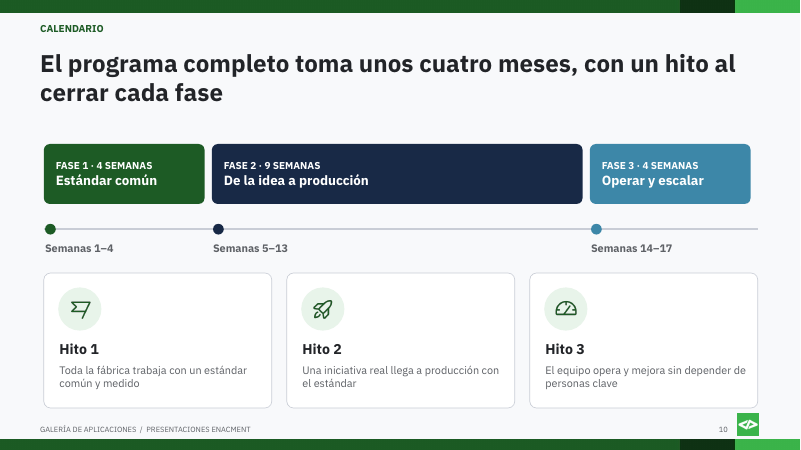 CALENDARIO
El programa completo toma unos cuatro meses, con un hito al
cerrar cada fase
FASE 1 · 4 SEMANAS
Estándar común
FASE 2 · 9 SEMANAS
De la idea a producción
FASE 3 · 4 SEMANAS
Operar y escalar
Semanas 1–4
Semanas 5–13
Semanas 14–17
Hito 1
Toda la fábrica trabaja con un estándar
común y medido
Hito 2
Una iniciativa real llega a producción con
el estándar
Hito 3
El equipo opera y mejora sin depender de
personas clave
GALERÍA DE APLICACIONES / PRESENTACIONES ENACMENT
10